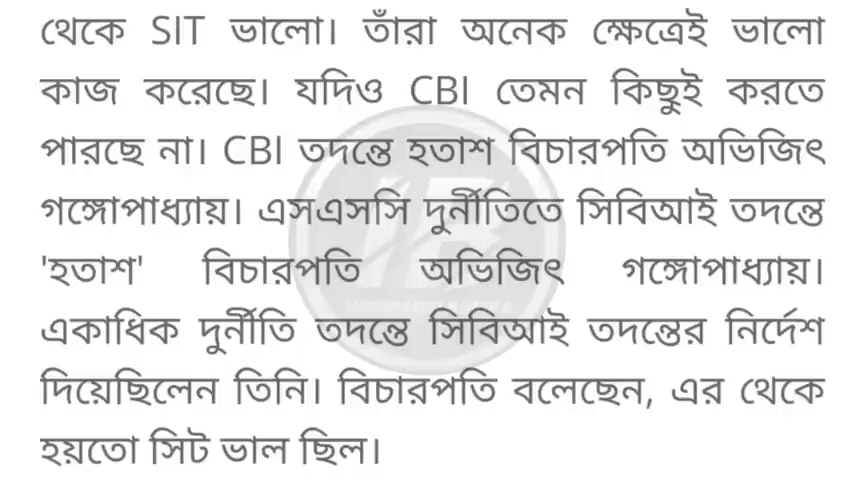 থেকে SIT ভালো। তাঁরা অনেক ক্ষেত্রেই ভালো
কাজ করেছে। যদিও CBI তেমন কিছুই করতে
পারছে না। CBI তদন্তে হতাশ বিচারপতি অভিজিৎ
গঙ্গোপাধ্যায়। এসএসসি দুর্নীতিতে সিবিআই তদন্তে
'হতাশ' বিচারপতি অভিজিৎ গঙ্গোপাধ্যায়।
একাধিক দুর্নীতি তদন্তে সিবিআই তদন্তের নির্দেশ
দিয়েছিলেন তিনি। বিচারপতি বলেছেন, এর থেকে
হয়তো সিট ভাল ছিল।